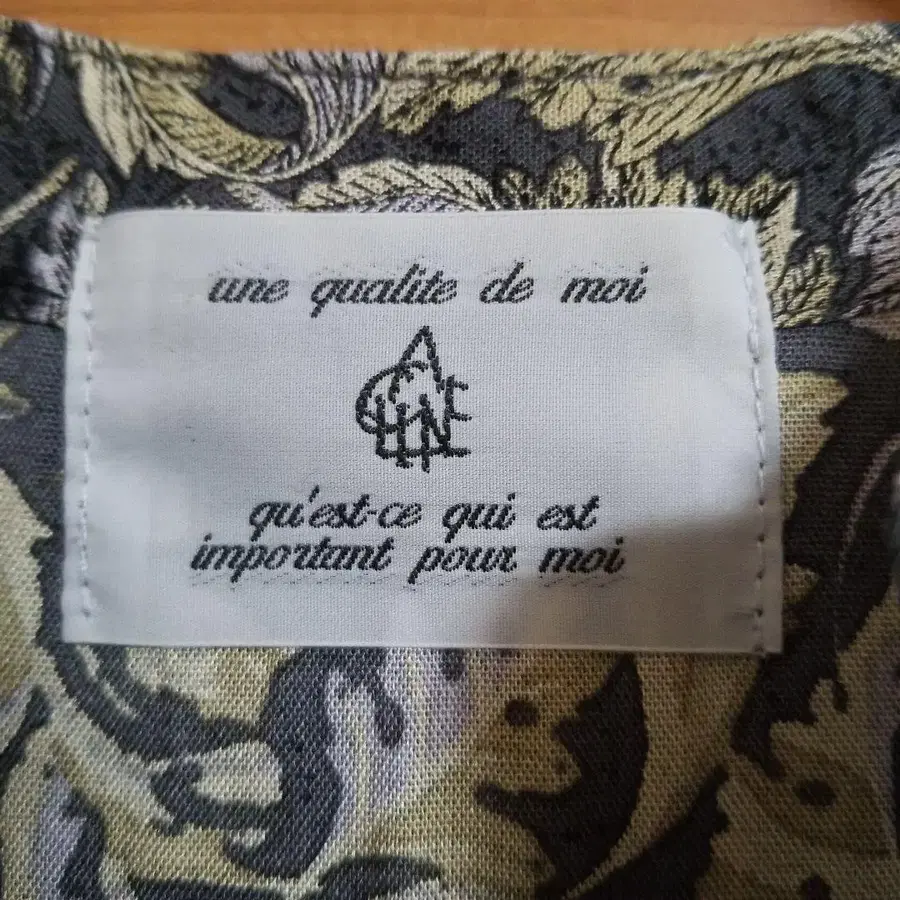 une qualite de moi
qu'est-ce qui est
important pour moi